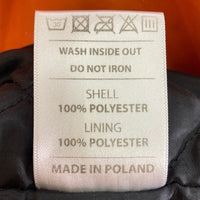 WASH INSIDE OUT
DO NOT IRON
SHELL
100% POLYESTER
LINING
100% POLYESTER
MADE IN POLAND